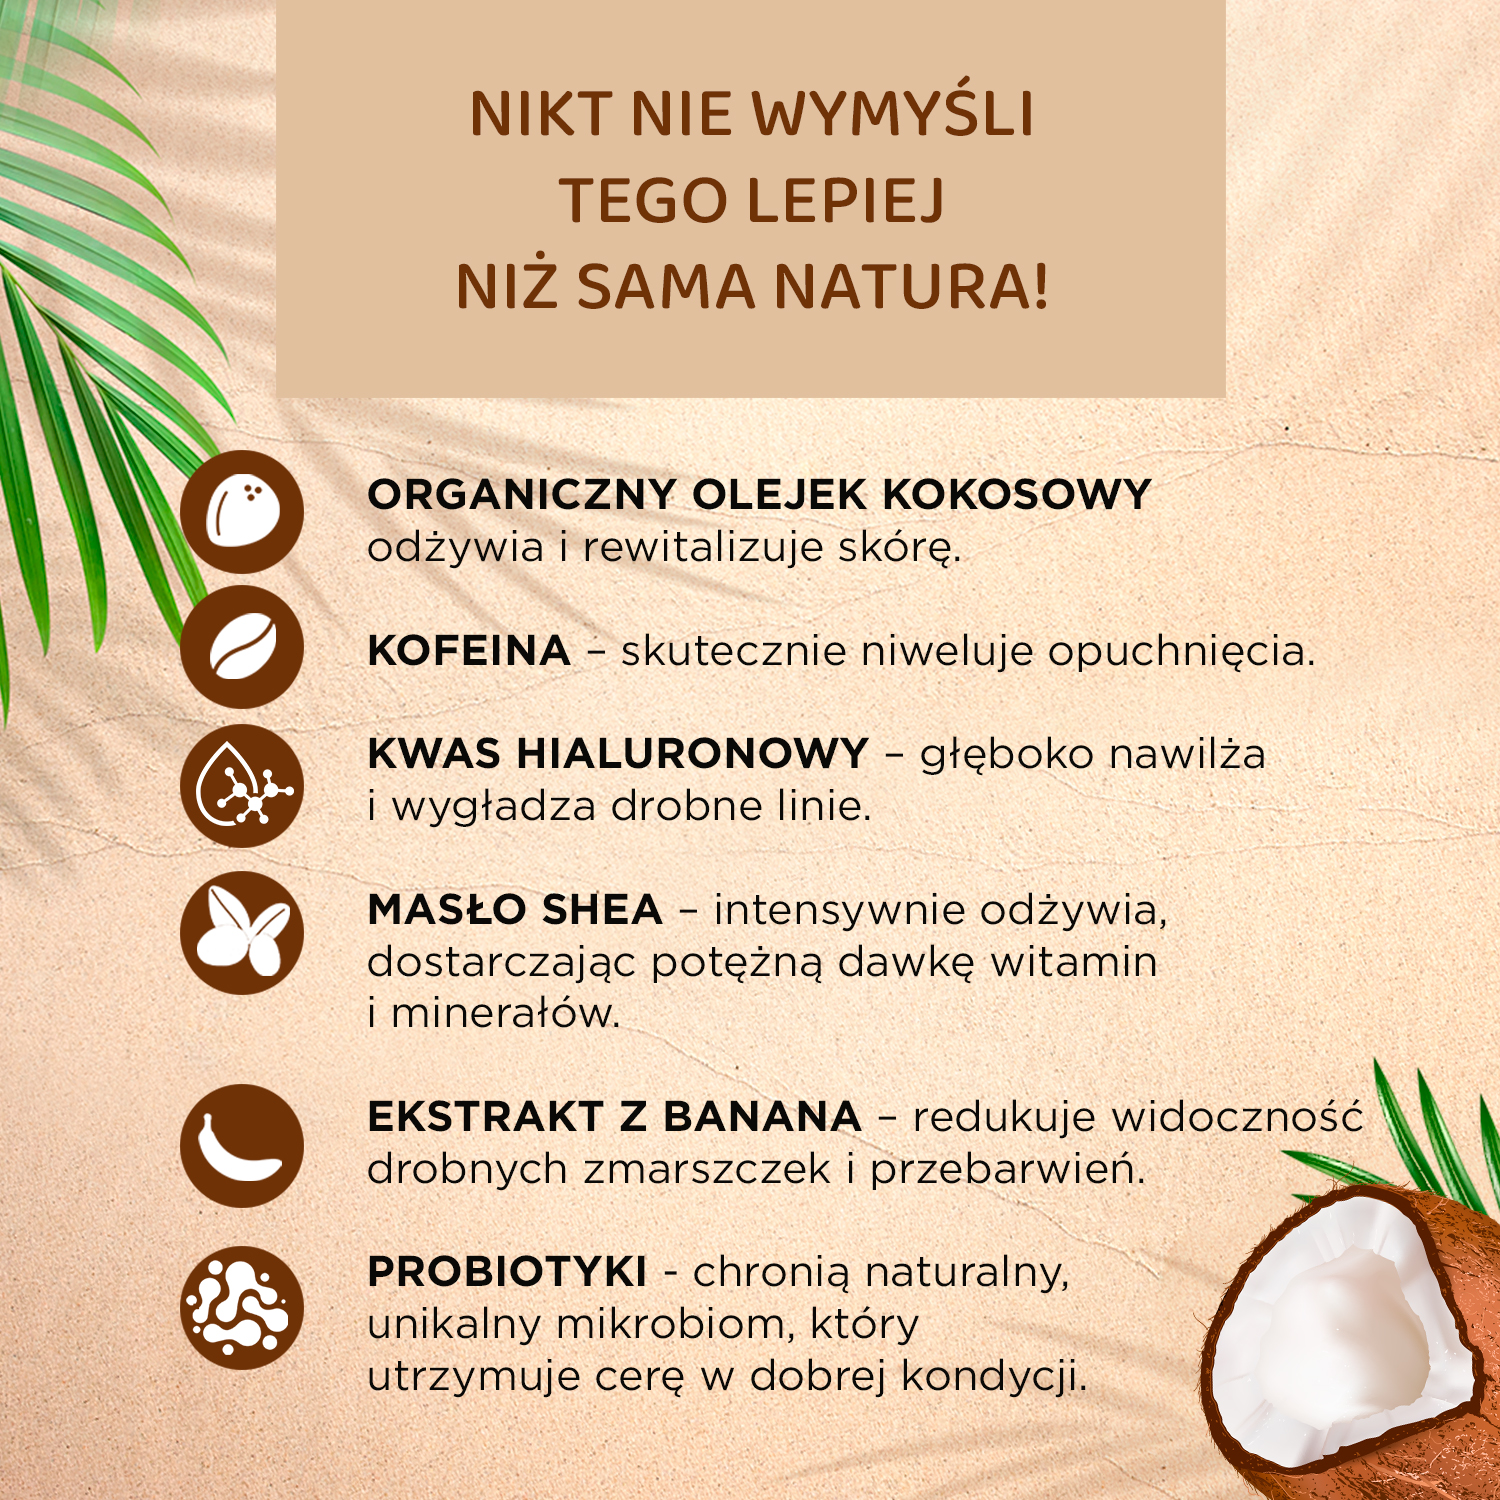 NIKT NIE WYMYŚLI
TEGO LEPIEJ
NIŻ SAMA NATURA!
ORGANICZNY OLEJEK KOKOSOWY
odżywia i rewitalizuje skórę.
KOFEINA – skutecznie niweluje opuchnięcia.
KWAS HIALURONOWY – głęboko nawilża
i wygładza drobne linie.
MASŁO SHEA – intensywnie odżywia,
dostarczając potężną dawkę witamin
i minerałów.
EKSTRAKT Z BANANA – redukuje widoczność
drobnych zmarszczek i przebarwień.
PROBIOTYKI - chronią naturalny,
unikalny mikrobiom, który
utrzymuje cerę w dobrej kondycji.